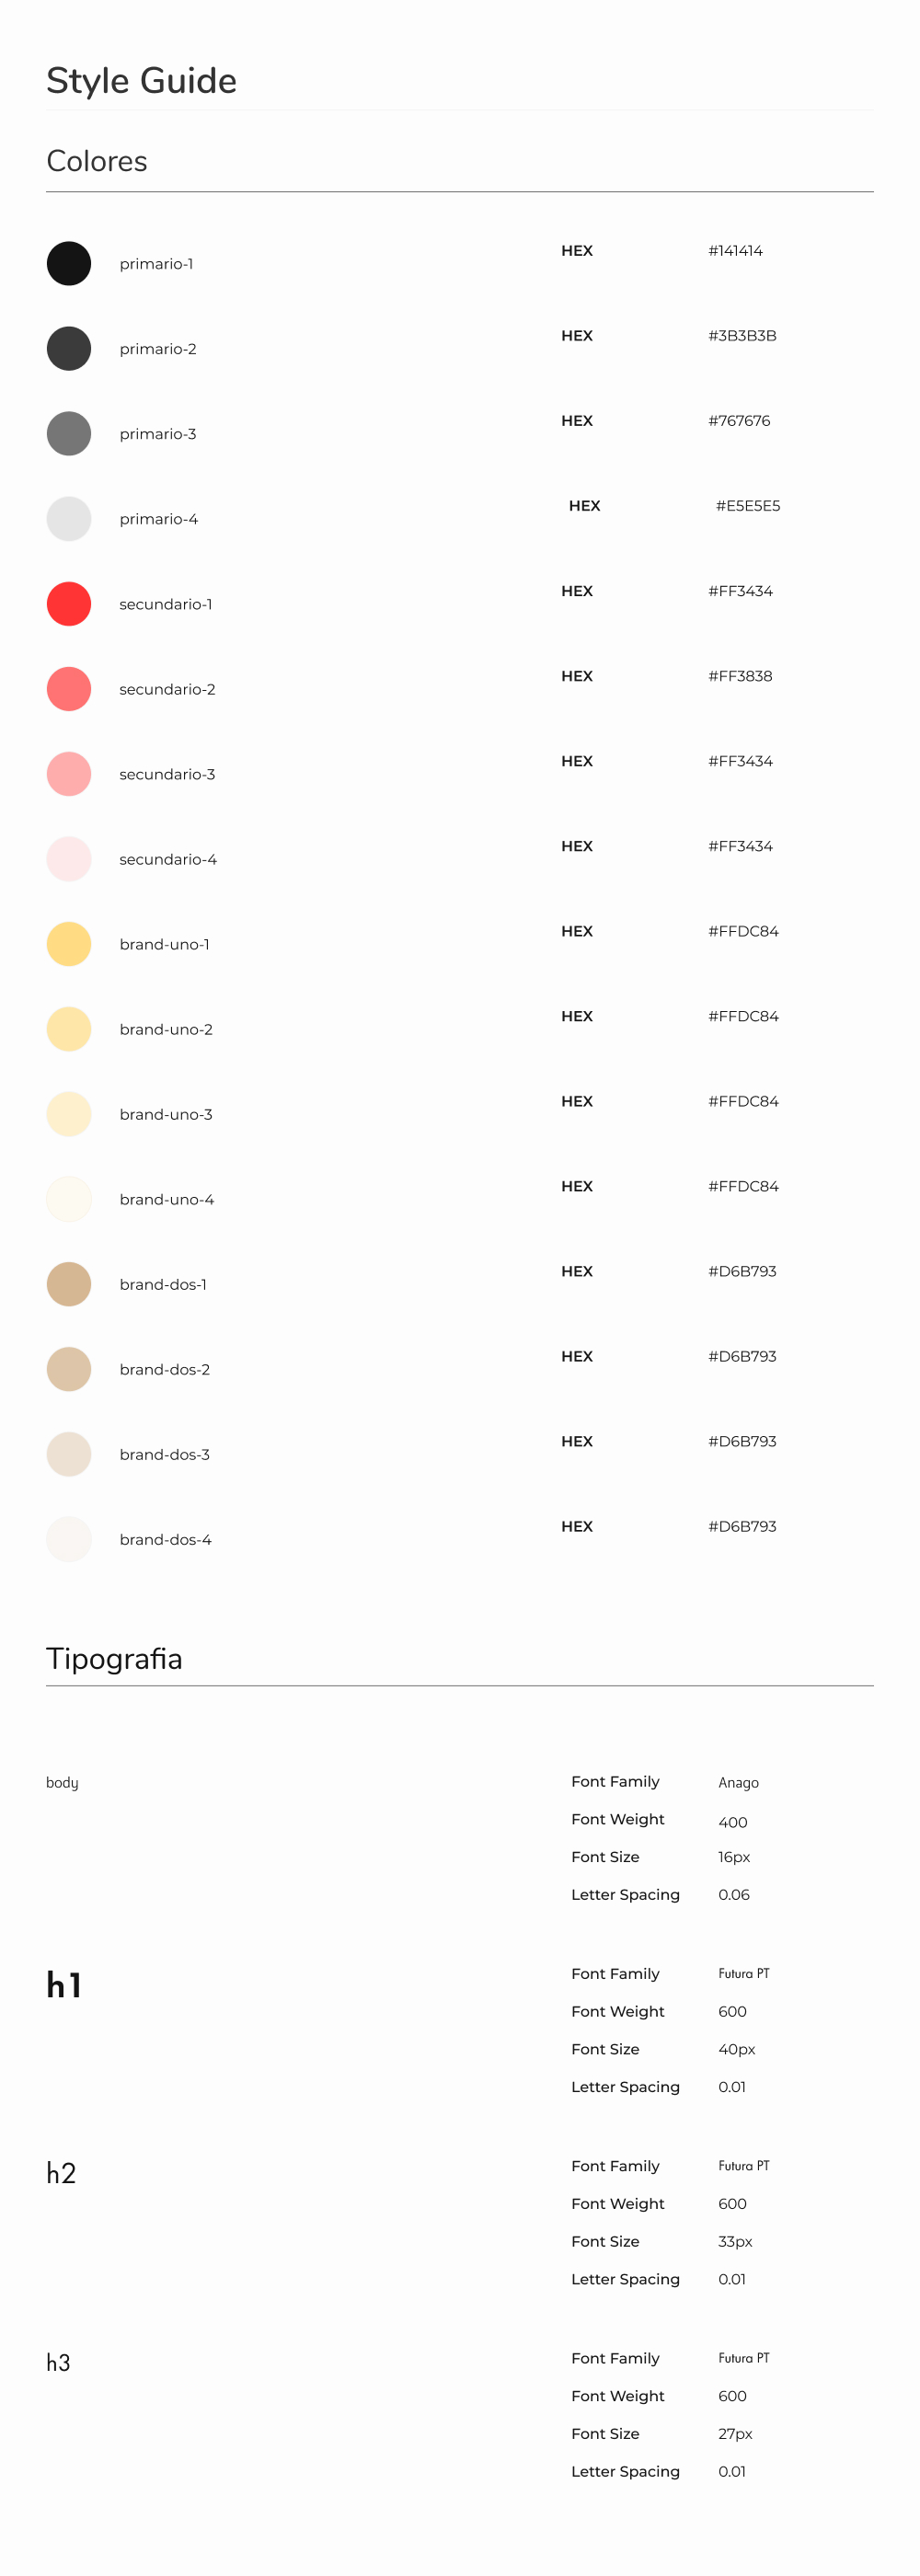 Style Guide
Colores
primario-1 HEX #141414
primario-2 HEX #3B3B3B
primario-3 HEX #767676
primario-4 HEX #E5E5E5
secundario-1 HEX #FF3434
secundario-2 HEX #FF3838
secundario-3 HEX #FF3434
secundario-4 HEX #FF3434
brand-uno-1 HEX #FFDC84
brand-uno-2 HEX #FFDC84
brand-uno-3 HEX #FFDC84
brand-uno-4 HEX #FFDC84
brand-dos-1 HEX #D6B793
brand-dos-2 HEX #D6B793
brand-dos-3 HEX #D6B793
brand-dos-4 HEX #D6B793
Tipografia
body Font Family Anago
Font Weight 400
Font Size 16px
Letter Spacing 0.06
h1 Font Family Futura PT
Font Weight 600
Font Size 40px
Letter Spacing 0.01
h2 Font Family Futura PT
Font Weight 600
Font Size 33px
Letter Spacing 0.01
h3 Font Family Futura PT
Font Weight 600
Font Size 27px
Letter Spacing 0.01